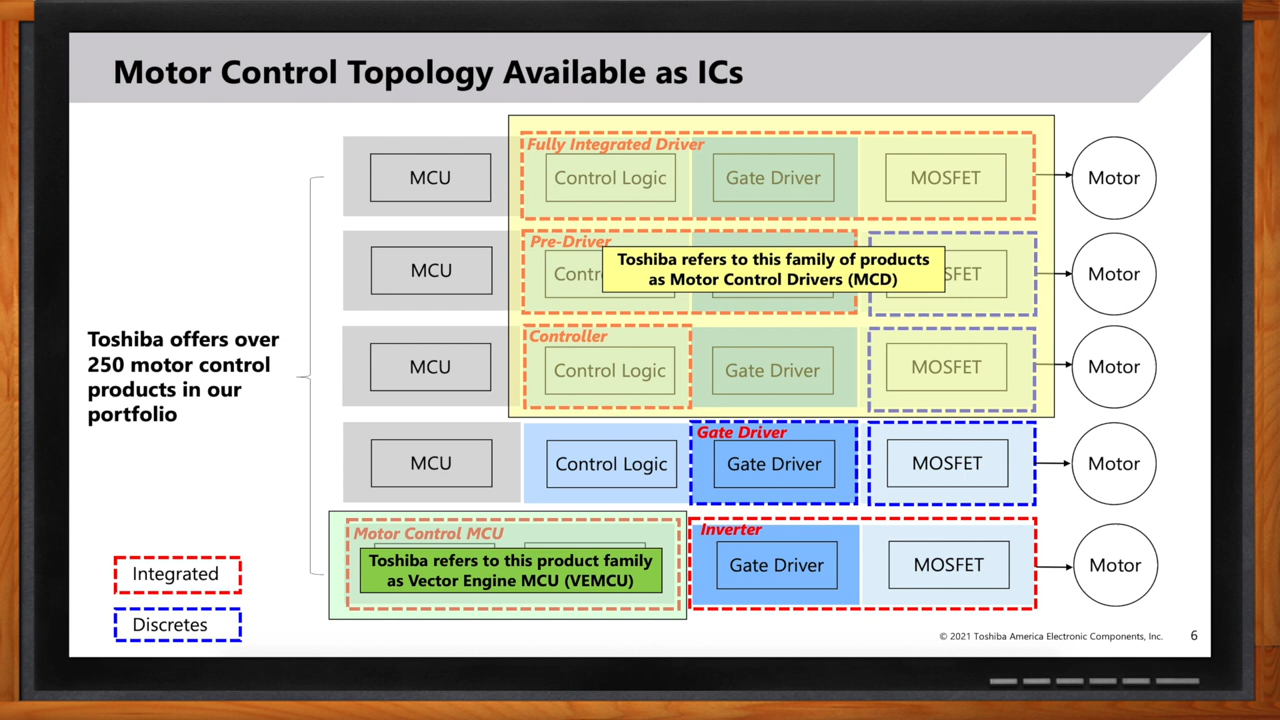 Motor Control Topology Available as ICs
Fully Integrated Driver
MCU
Control Logic
Gate Driver
MOSFET
Motor
Pre-Driver
MCU
Toshiba refers to this family of products
as Motor Control Drivers (MCD)
Motor
Toshiba offers over
250 motor control
products in our
portfolio
Controller
MCU
Control Logic
Gate Driver
MOSFET
Motor
Gate Driver
MCU
Control Logic
Gate Driver
MOSFET
Motor
Motor Control MCU
Toshiba refers to this product family
as Vector Engine MCU (VEMCU)
Inverter
Gate Driver
MOSFET
Motor
Integrated
Discretes
© 2021 Toshiba America Electronic Components, Inc.
6